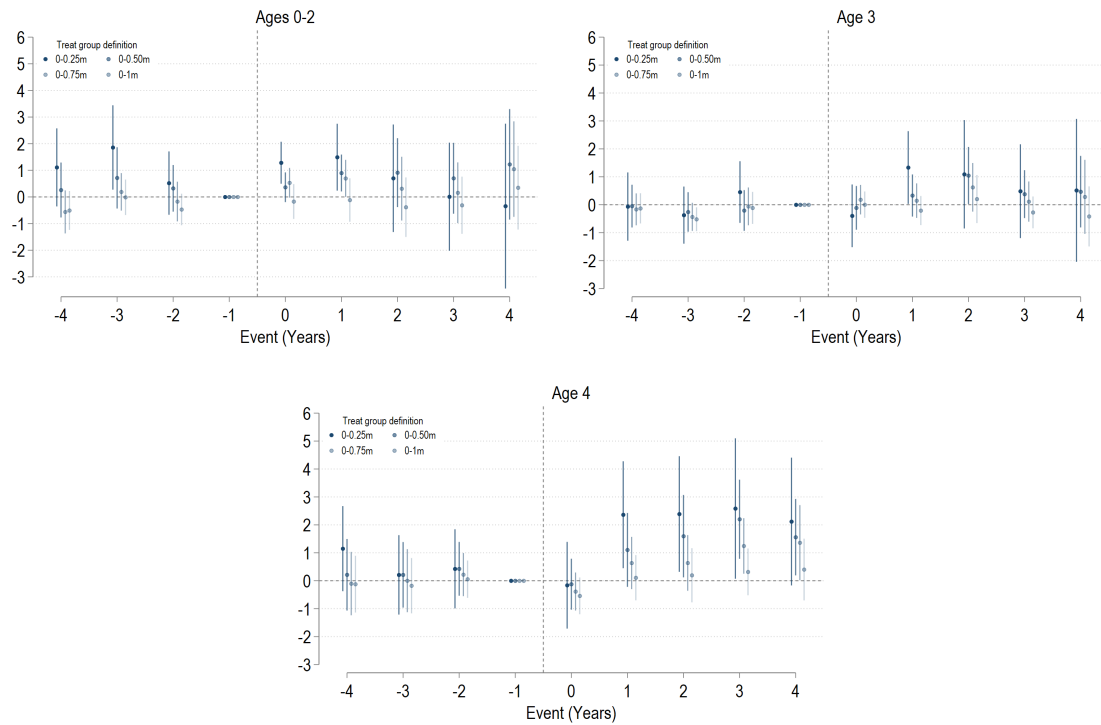 Ages 0-2
6
Treat group definition
0-0.25m 0-0.50m
5
0-0.75m 0-1m
4
3
2
1
0
-1
-2
-3
-4 -3 -2 -1 0 1 2 3 4
Event (Years)
Age 3
6
Treat group definition
0-0.25m 0-0.50m
5
0-0.75m 0-1m
4
3
2
1
0
-1
-2
-3
-4 -3 -2 -1 0 1 2 3 4
Event (Years)
Age 4
6
Treat group definition
0-0.25m 0-0.50m
5
0-0.75m 0-1m
4
3
2
1
0
-1
-2
-3
-4 -3 -2 -1 0 1 2 3 4
Event (Years)